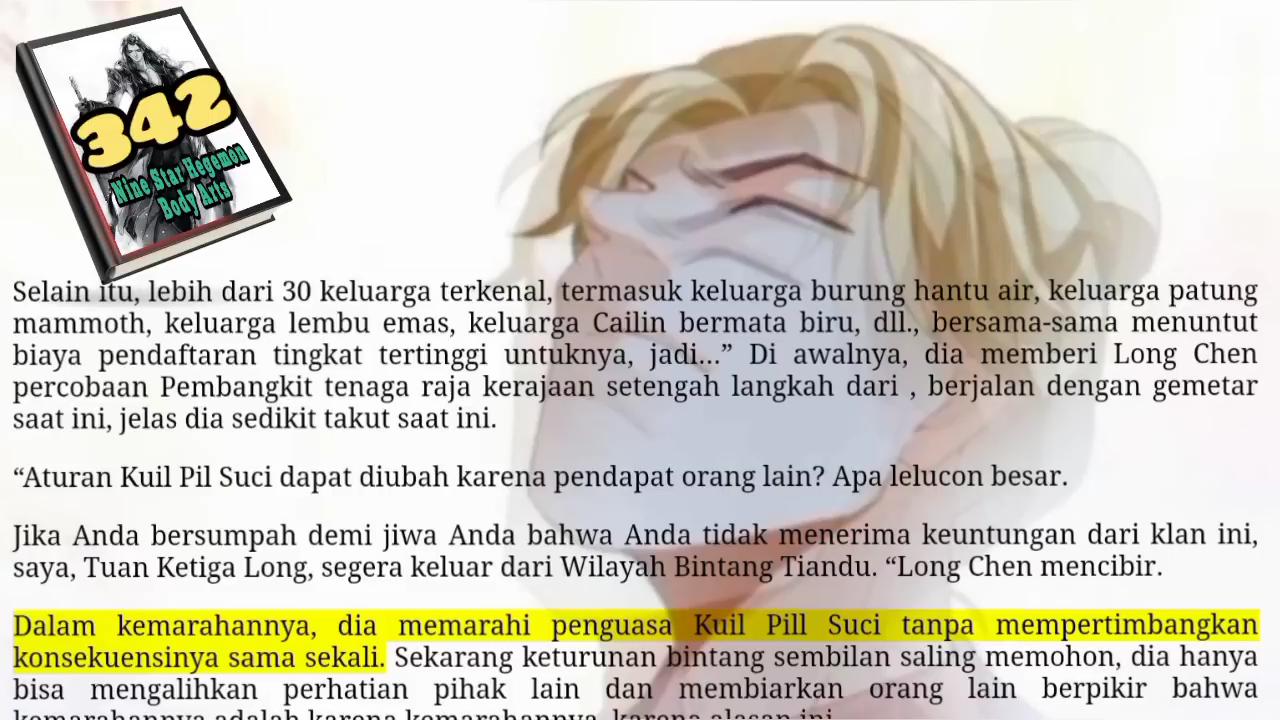 342
Nine Star Hegemon
Body Arts
Selain itu, lebih dari 30 keluarga terkenal, termasuk keluarga burung hantu air, keluarga patung
mammoth, keluarga lembu emas, keluarga Cailin bermata biru, dll., bersama-sama menuntut
biaya pendaftaran tingkat tertinggi untuknya, jadi...” Di awalnya, dia memberi Long Chen
percobaan Pembangkit tenaga raja kerajaan setengah langkah dari , berjalan dengan gemetar
saat ini, jelas dia sedikit takut saat ini.
“Aturan Kuil Pil Suci dapat diubah karena pendapat orang lain? Apa lelucon besar.
Jika Anda bersumpah demi jiwa Anda bahwa Anda tidak menerima keuntungan dari klan ini,
saya, Tuan Ketiga Long, segera keluar dari Wilayah Bintang Tiandu. “Long Chen mencibir.
Dalam kemarahannya, dia memarahi penguasa Kuil Pill Suci tanpa mempertimbangkan
konsekuensinya sama sekali. Sekarang keturunan bintang sembilan saling memohon, dia hanya
bisa mengalihkan perhatian pihak lain dan membiarkan orang lain berpikir bahwa
kemarahannya adalah karena kemarahannya, karena alasan ini